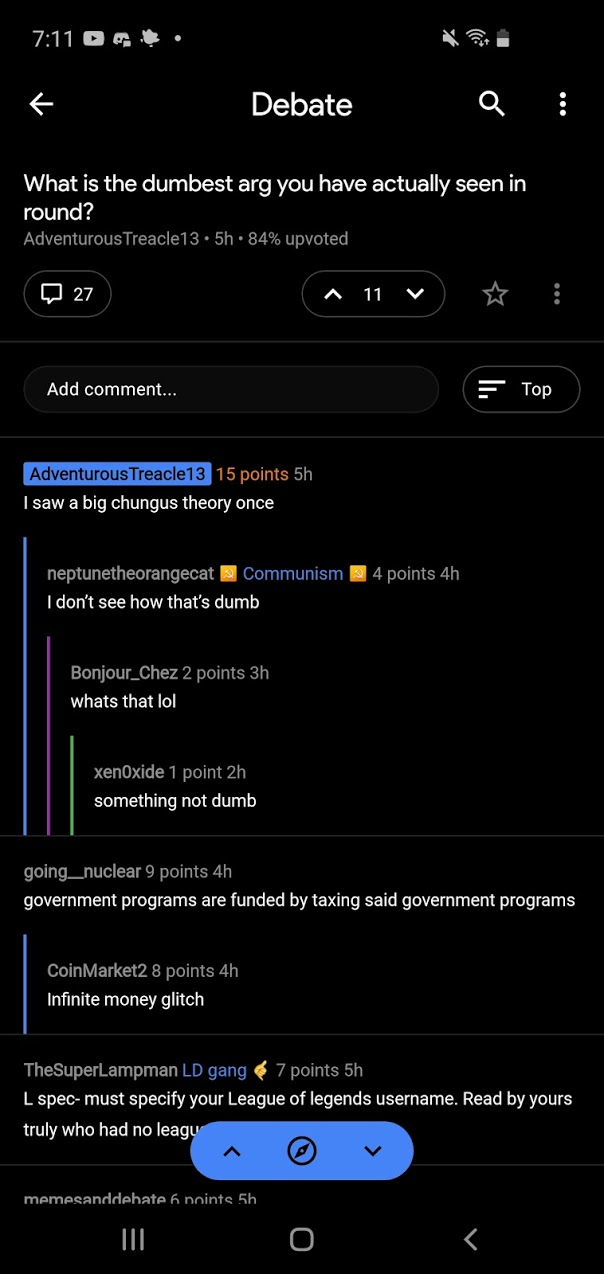 7:11
Debate
What is the dumbest arg you have actually seen in
round?
AdventurousTreacle13 • 5h • 84% upvoted
27
11
Add comment...
Top
AdventurousTreacle13 15 points 5h
I saw a big chungus theory once
neptunetheorangecat Communism 4 points 4h
I don't see how that's dumb
Bonjour_Chez 2 points 3h
whats that lol
xen0xide 1 point 2h
something not dumb
going__nuclear 9 points 4h
government programs are funded by taxing said government programs
CoinMarket2 8 points 4h
Infinite money glitch
TheSuperLampman LD gang 7 points 5h
L spec- must specify your League of legends username. Read by yours
truly who had no
memesanddebate 6 points 5h